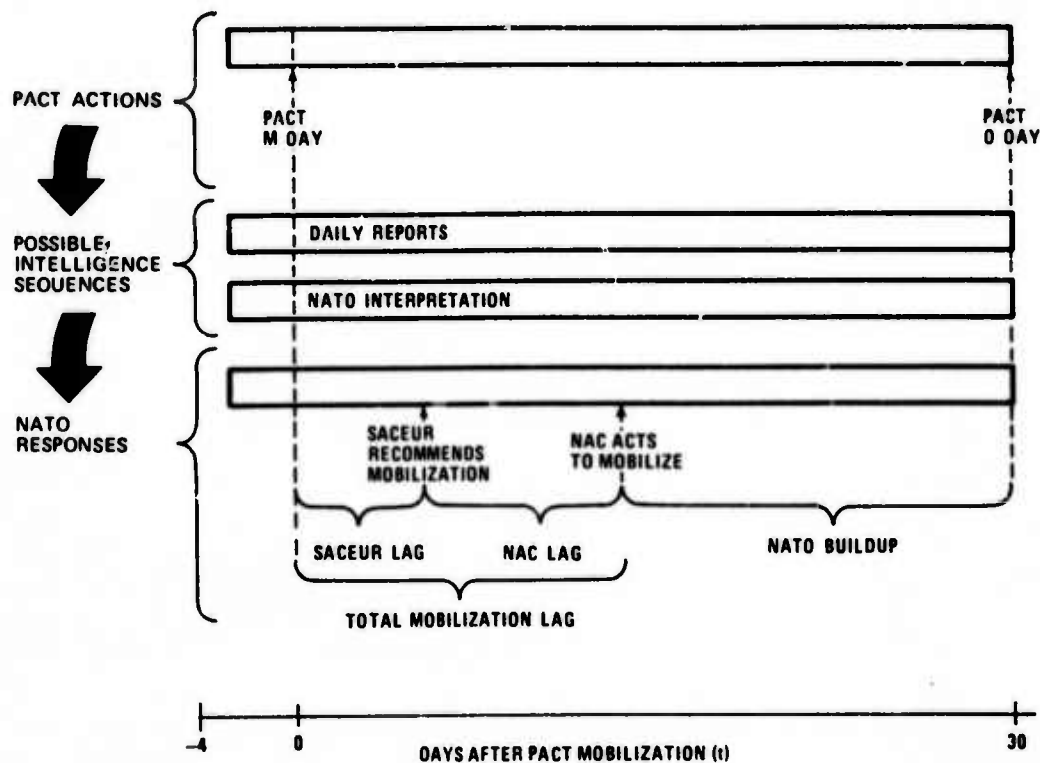 PACT ACTIONS
PACT
M DAY
PACT
D DAY
POSSIBLE
INTELLIGENCE
SEQUENCES
DAILY REPORTS
NATO INTERPRETATION
NATO
RESPONSES
SACEUR
RECOMMENDS
MOBILIZATION
NAC ACTS
TO MOBILIZE
SACEUR LAG
NAC LAG
NATO BUILDUP
TOTAL MOBILIZATION LAG
-4
0
30
DAYS AFTER PACT MOBILIZATION (t)